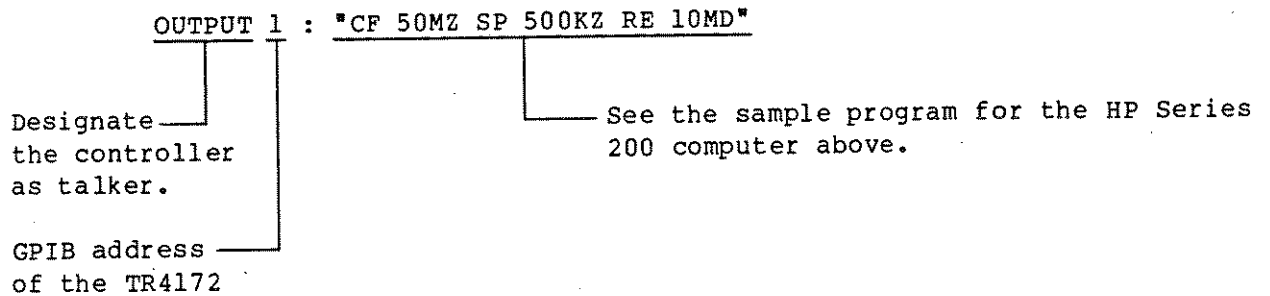 OUTPUT 1 : "CF 50MZ SP 500KZ RE 10MD"
Designate
the controller
as talker.
See the sample program for the HP Series
200 computer above.
GPIB address
of the TR4172